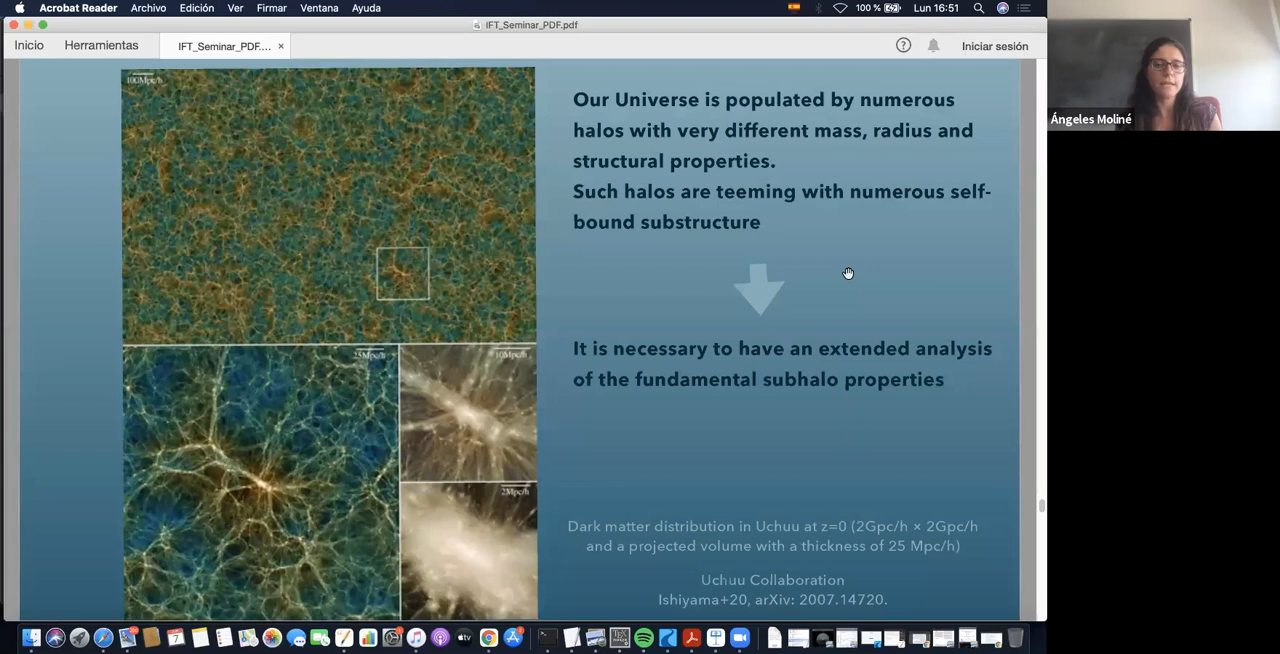 Acrobat Reader Archivo Edición Ver Firmar Ventana Ayuda 100 % Lun 16:51
IFT_Seminar_PDF.pdf
Inicio Herramientas IFT_Seminar_PDF.... × Iniciar sesión
Ángeles Moliné
100Mpc/h
Our Universe is populated by numerous
halos with very different mass, radius and
structural properties.
Such halos are teeming with numerous self-
bound substructure
It is necessary to have an extended analysis
of the fundamental subhalo properties
25Mpc/h
10Mpc/h
2Mpc/h
Dark matter distribution in Uchuu at z=0 (2Gpc/h × 2Gpc/h
and a projected volume with a thickness of 25 Mpc/h)
Uchuu Collaboration
Ishiyama+20, arXiv: 2007.14720.